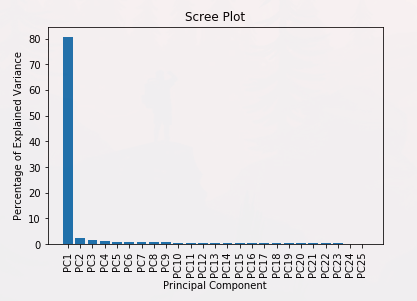 Scree Plot
Percentage of Explained Variance
80
70
60
50
40
30
20
10
0
PC1 PC2 PC3 PC4 PC5 PC6 PC7 PC8 PC9 PC10 PC11 PC12 PC13 PC14 PC15 PC16 PC17 PC18 PC19 PC20 PC21 PC22 PC23 PC24 PC25
Principal Component